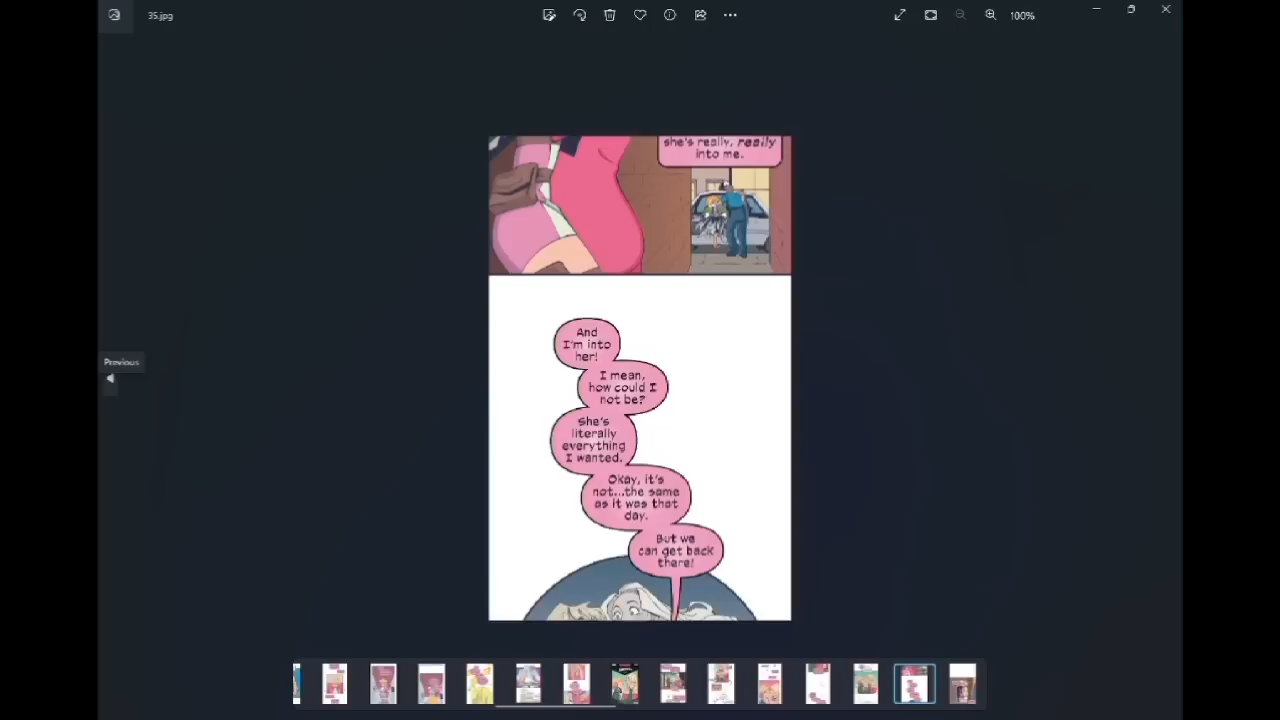 35.jpg
100%
she's really, really
into me.
Previous
And
I'm into
her!
I mean,
how could I
not be?
She's
literally
everything
I wanted.
Okay, it's
not...the same
as it was that
day.
But we
can get back
there!